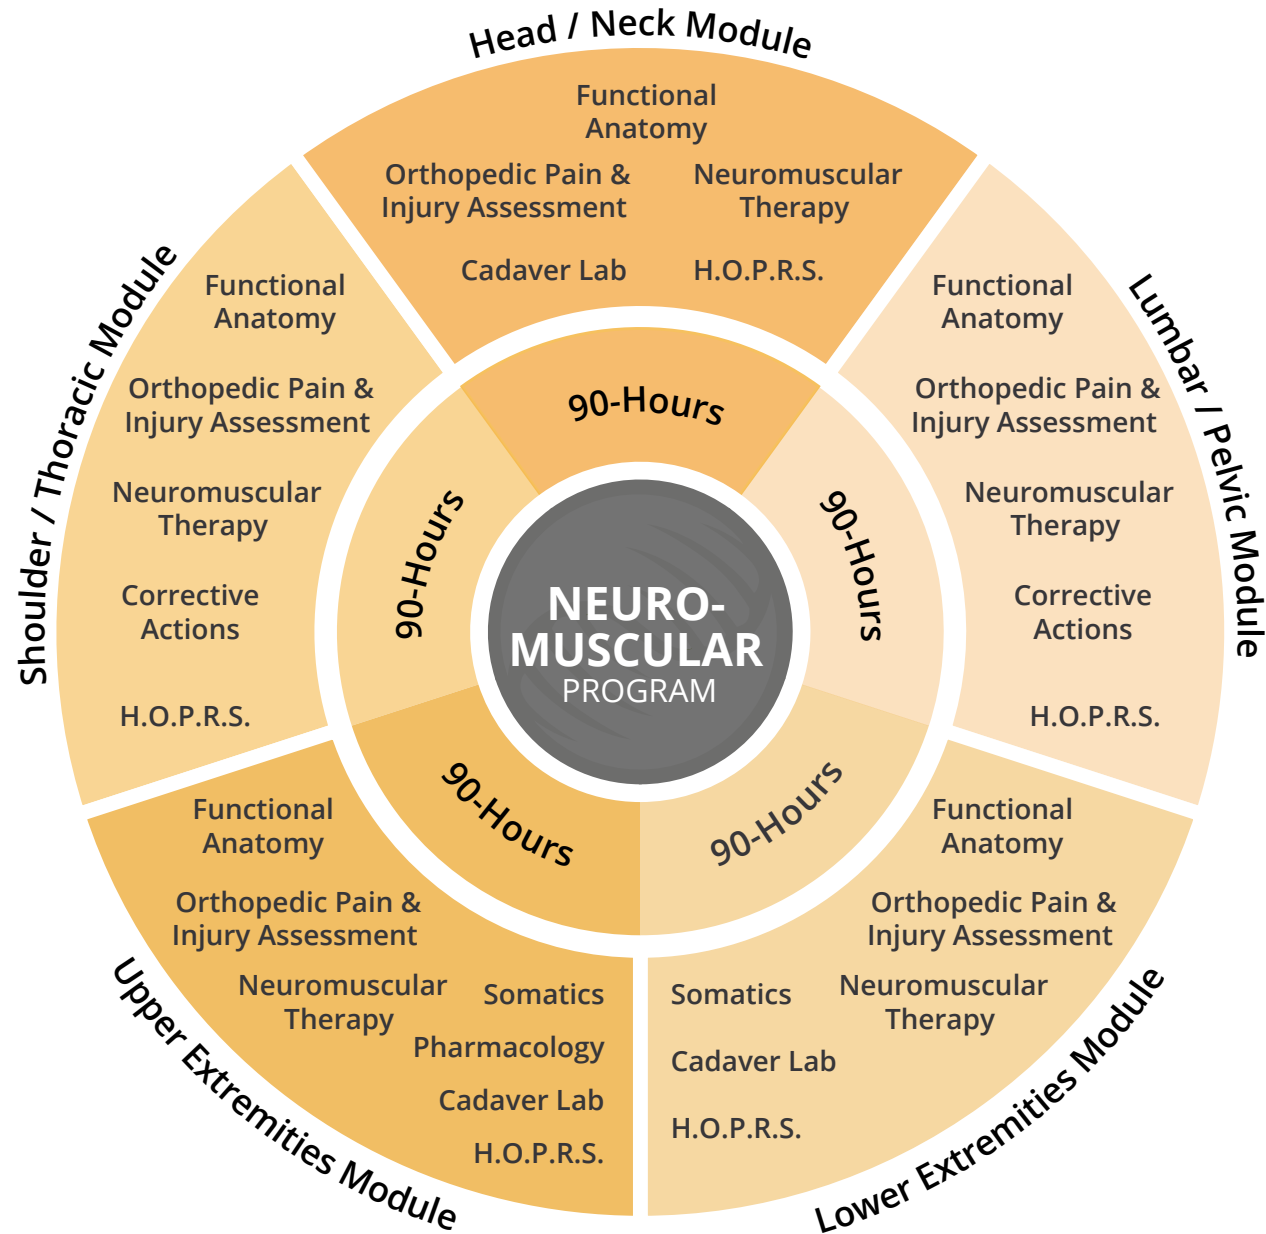 Head / Neck Module
Functional
Anatomy
Orthopedic Pain &
Injury Assessment
Neuromuscular
Therapy
Cadaver Lab
H.O.P.R.S.
90-Hours
Lumbar / Pelvic Module
Functional
Anatomy
Orthopedic Pain &
Injury Assessment
Neuromuscular
Therapy
Corrective
Actions
H.O.P.R.S.
90-Hours
Lower Extremities Module
Functional
Anatomy
Orthopedic Pain &
Injury Assessment
Neuromuscular
Therapy
Somatics
Cadaver Lab
H.O.P.R.S.
90-Hours
Upper Extremities Module
Functional
Anatomy
Orthopedic Pain &
Injury Assessment
Neuromuscular
Therapy
Somatics
Pharmacology
Cadaver Lab
H.O.P.R.S.
90-Hours
Shoulder / Thoracic Module
Functional
Anatomy
Orthopedic Pain &
Injury Assessment
Neuromuscular
Therapy
Corrective
Actions
H.O.P.R.S.
90-Hours
NEURO-
MUSCULAR
PROGRAM